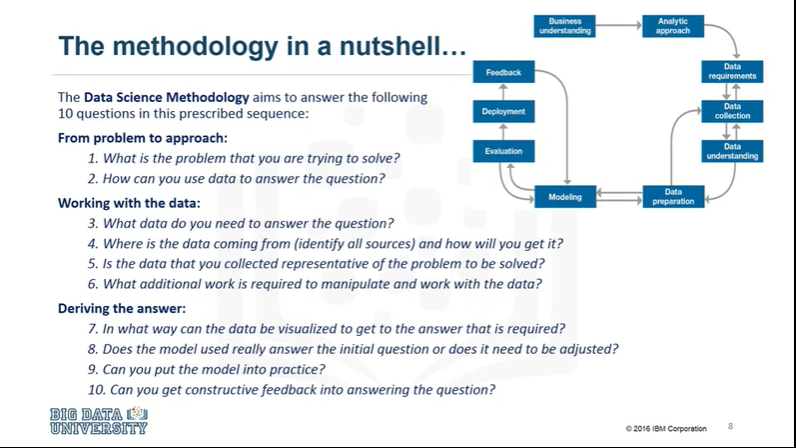 The methodology in a nutshell…
The Data Science Methodology aims to answer the following
10 questions in this prescribed sequence:
From problem to approach:
1. What is the problem that you are trying to solve?
2. How can you use data to answer the question?
Working with the data:
3. What data do you need to answer the question?
4. Where is the data coming from (identify all sources) and how will you get it?
5. Is the data that you collected representative of the problem to be solved?
6. What additional work is required to manipulate and work with the data?
Deriving the answer:
7. In what way can the data be visualized to get to the answer that is required?
8. Does the model used really answer the initial question or does it need to be adjusted?
9. Can you put the model into practice?
10. Can you get constructive feedback into answering the question?
Business
understanding
Analytic
approach
Data
requirements
Data
collection
Data
understanding
Data
preparation
Modeling
Evaluation
Deployment
Feedback
BIG DATA
UNIVERSITY
© 2016 IBM Corporation
8